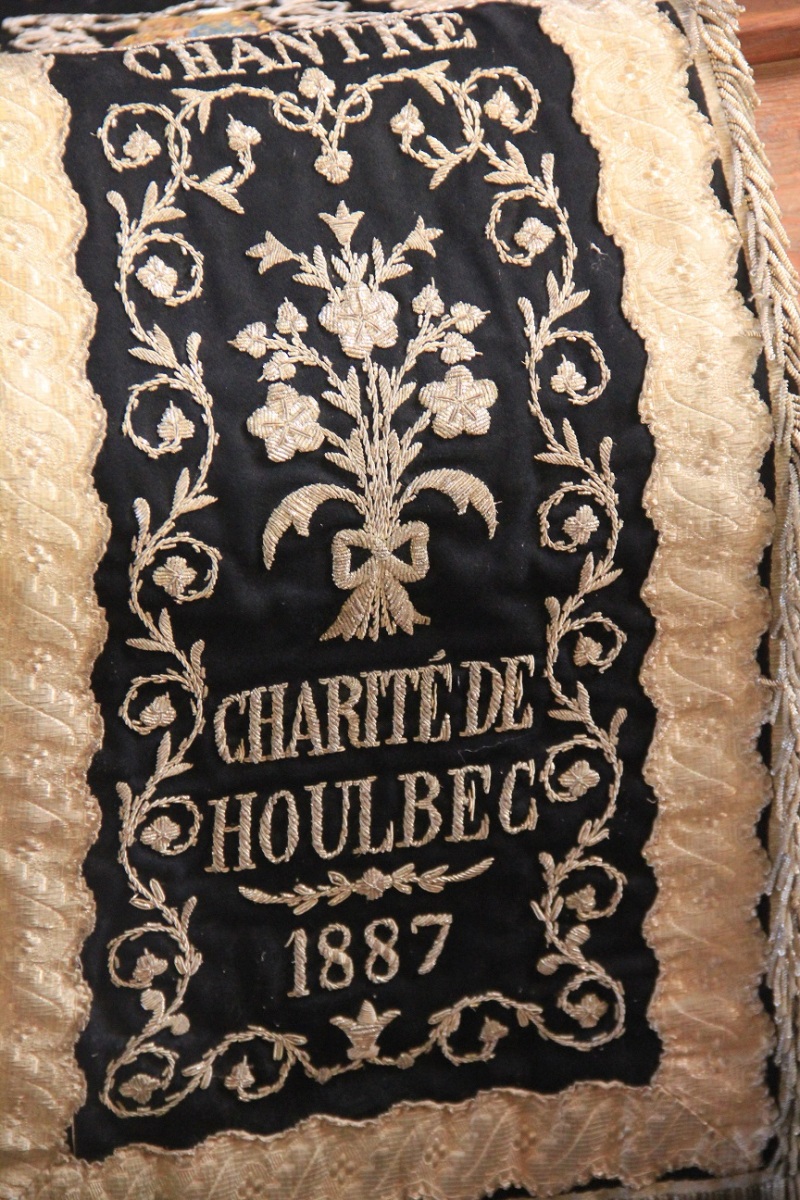 CHANTRE
CHARITÉ DE
HOULBEC
1887